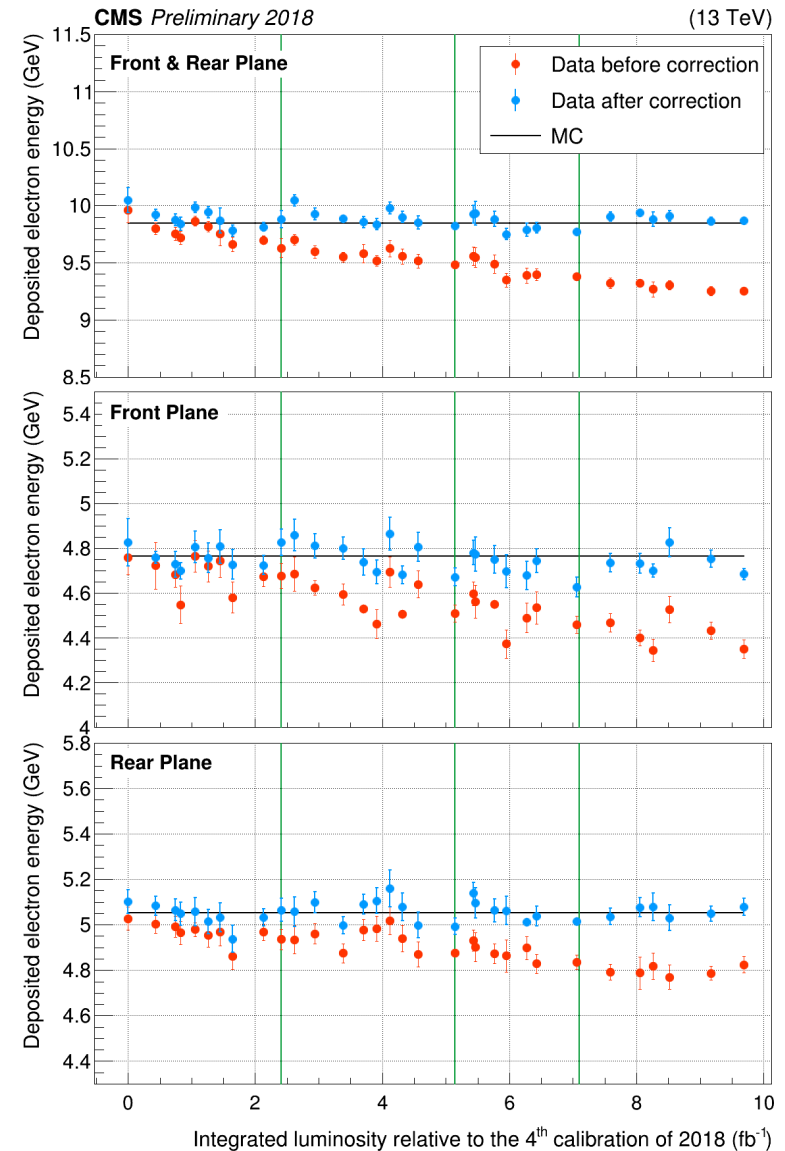 CMS Preliminary 2018 (13 TeV)
Deposited electron energy (GeV)
11.5
11
10.5
10
9.5
9
8.5
Front & Rear Plane
Data before correction
Data after correction
MC
Deposited electron energy (GeV)
5.4
5.2
5
4.8
4.6
4.4
4.2
4
Front Plane
Deposited electron energy (GeV)
5.8
5.6
5.4
5.2
5
4.8
4.6
4.4
Rear Plane
0 2 4 6 8 10
Integrated luminosity relative to the 4th calibration of 2018 (fb-1)